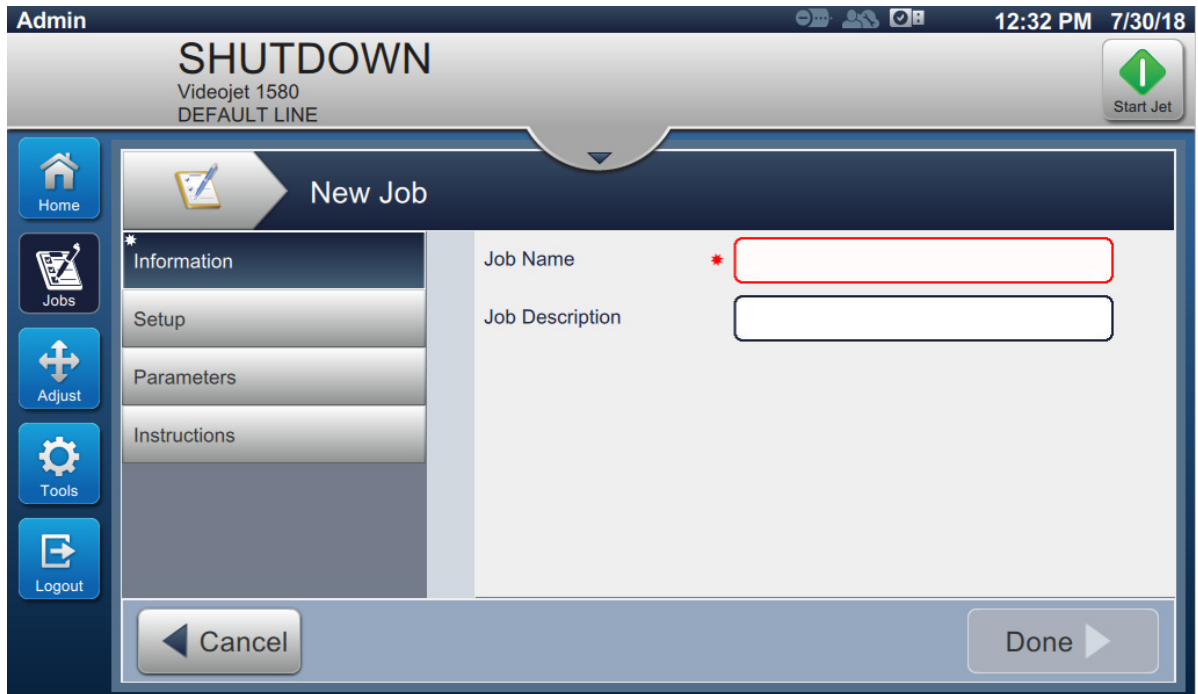 Admin
12:32 PM 7/30/18
SHUTDOWN
Videojet 1580
DEFAULT LINE
Start Jet
Home
Jobs
Adjust
Tools
Logout
New Job
Information
Setup
Parameters
Instructions
Job Name
Job Description
Cancel
Done